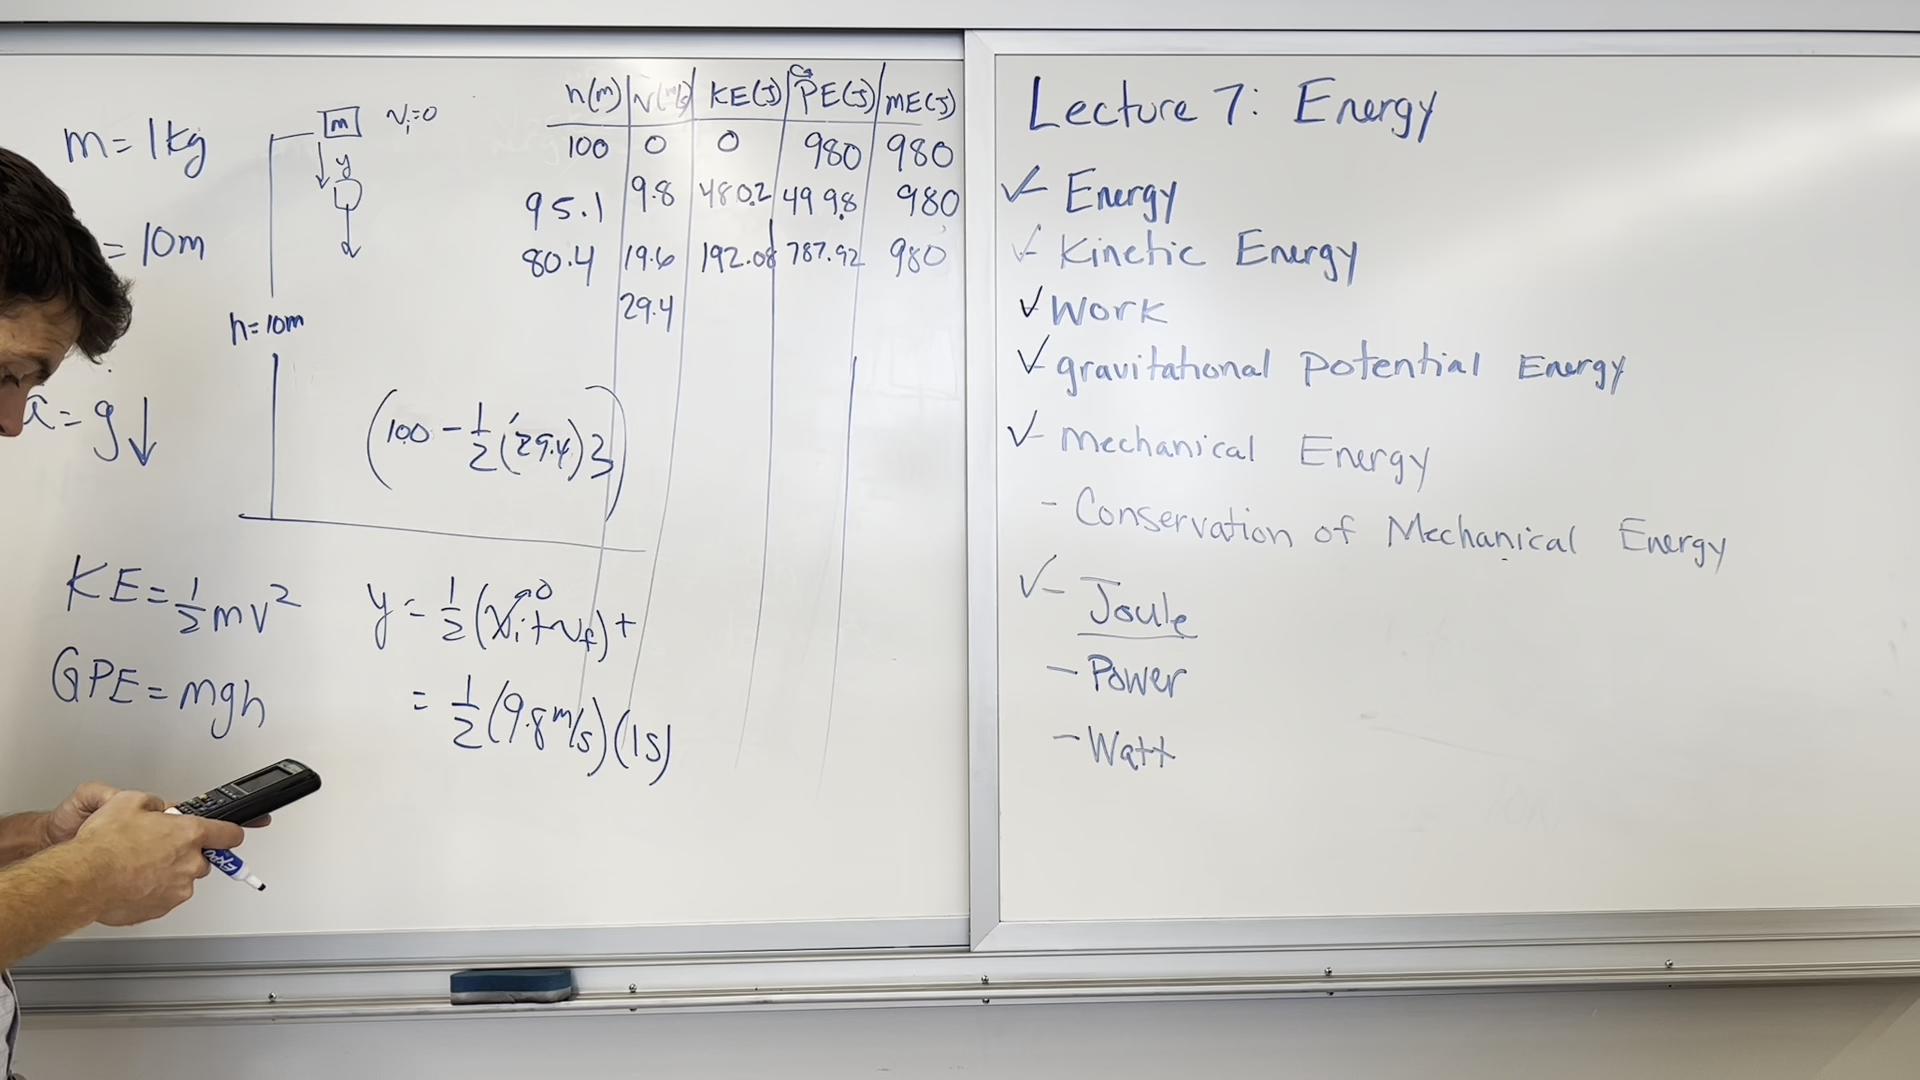 m = 1kg
m
Vi=0
y
= 10m
h = 10m
a = g↓
h(m) V(m/s) KE(J) GPE(J) ME(J)
100 0 0 980 980
95.1 9.8 480.2 499.8 980
80.4 19.6 192.08 787.92 980
29.4
(100 - 1/2 (29.4) 3)
KE = 1/2 mv²
GPE = mgh
y = 1/2 (Vi→0 + Vf) t
= 1/2 (9.8 m/s) (1s)
EXPO
Lecture 7: Energy
✓- Energy
✓- Kinetic Energy
✓ Work
✓- gravitational Potential Energy
✓- Mechanical Energy
- Conservation of Mechanical Energy
✓- Joule
- Power
- Watt